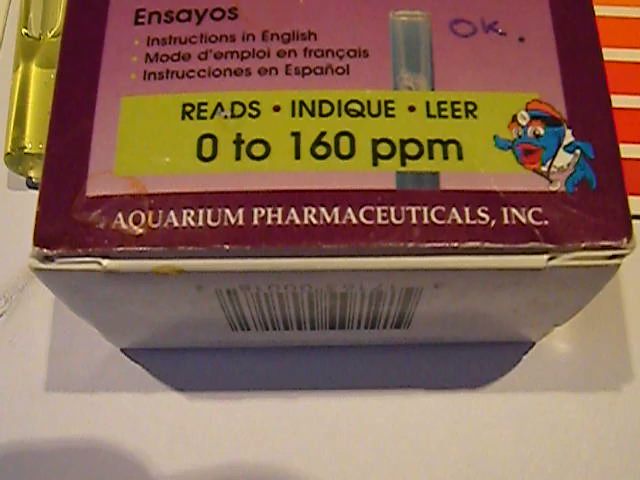 Ensayos
• Instructions in English
• Mode d'emploi en français
• Instrucciones en Español
OK.
READS • INDIQUE • LEER
0 to 160 ppm
AQUARIUM PHARMACEUTICALS, INC.